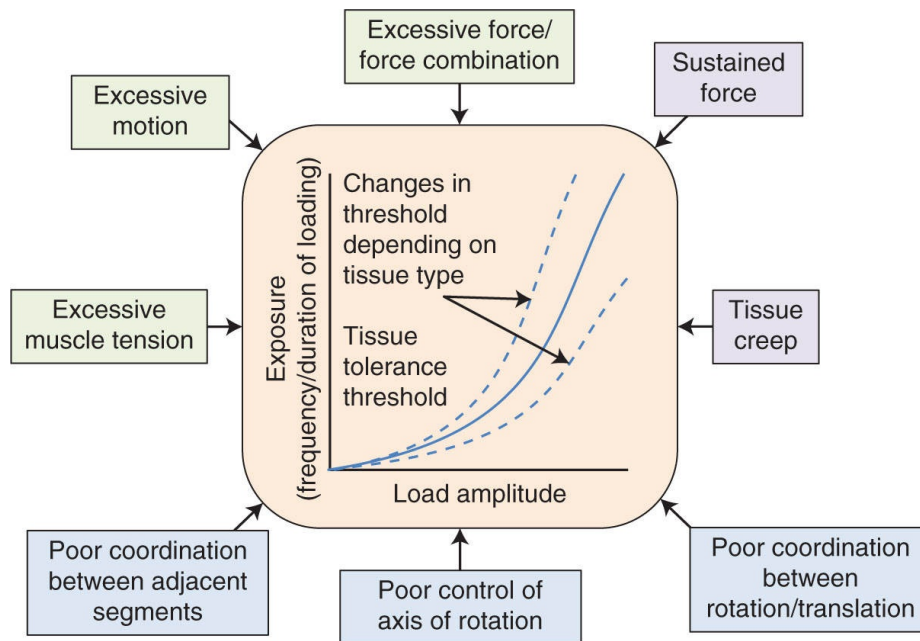 Excessive force/
force combination
Sustained
force
Excessive
motion
Changes in
threshold
depending on
tissue type
Exposure
(frequency/duration of loading)
Excessive
muscle tension
Tissue
tolerance
threshold
Tissue
creep
Load amplitude
Poor coordination
between adjacent
segments
Poor control of
axis of rotation
Poor coordination
between
rotation/translation